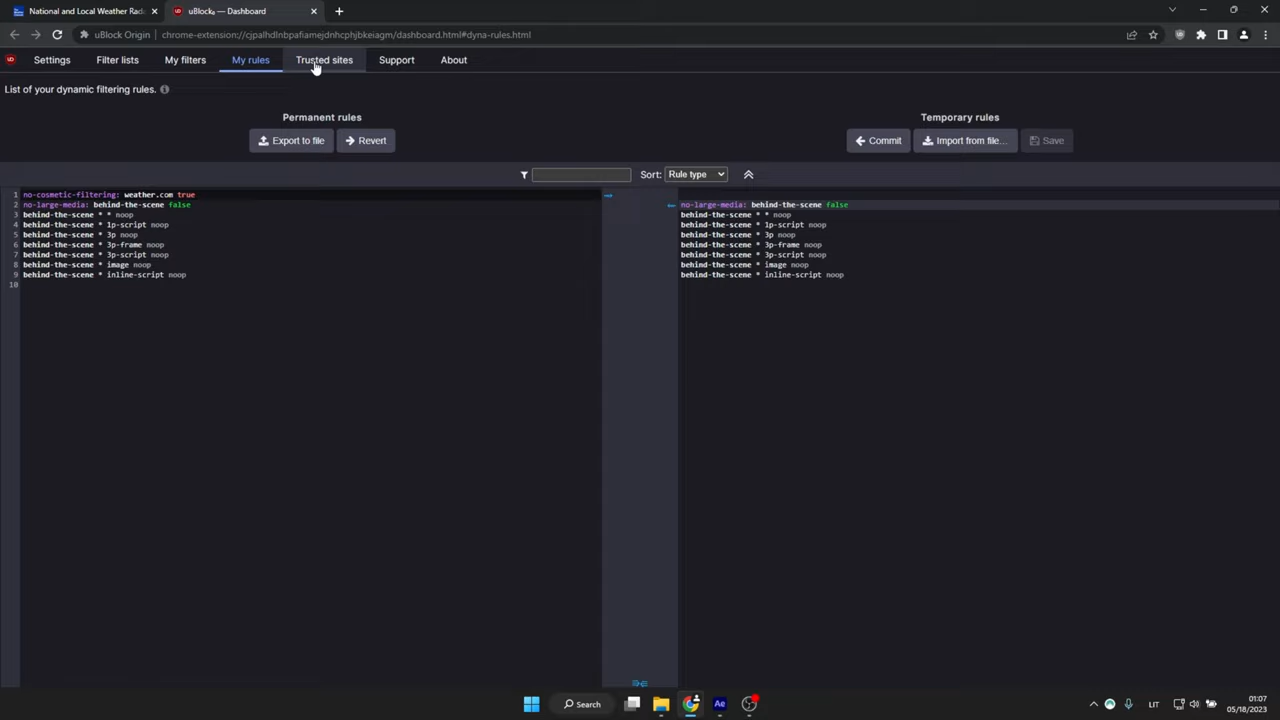 National and Local Weather Rada
uBlock₀ — Dashboard
uBlock Origin
chrome-extension://cjpalhdlnbpafiamejdnhcphjbkeiagm/dashboard.html#dyna-rules.html
Settings
Filter lists
My filters
My rules
Trusted sites
Support
About
List of your dynamic filtering rules.
Permanent rules
Temporary rules
Export to file
Revert
Commit
Import from file…
Save
Sort:
Rule type
1 no-cosmetic-filtering: weather.com true
2 no-large-media: behind-the-scene false
3 behind-the-scene * * noop
4 behind-the-scene * 1p-script noop
5 behind-the-scene * 3p noop
6 behind-the-scene * 3p-frame noop
7 behind-the-scene * 3p-script noop
8 behind-the-scene * image noop
9 behind-the-scene * inline-script noop
10
no-large-media: behind-the-scene false
behind-the-scene * * noop
behind-the-scene * 1p-script noop
behind-the-scene * 3p noop
behind-the-scene * 3p-frame noop
behind-the-scene * 3p-script noop
behind-the-scene * image noop
behind-the-scene * inline-script noop
Search
Ae
LIT
01:07
05/18/2023